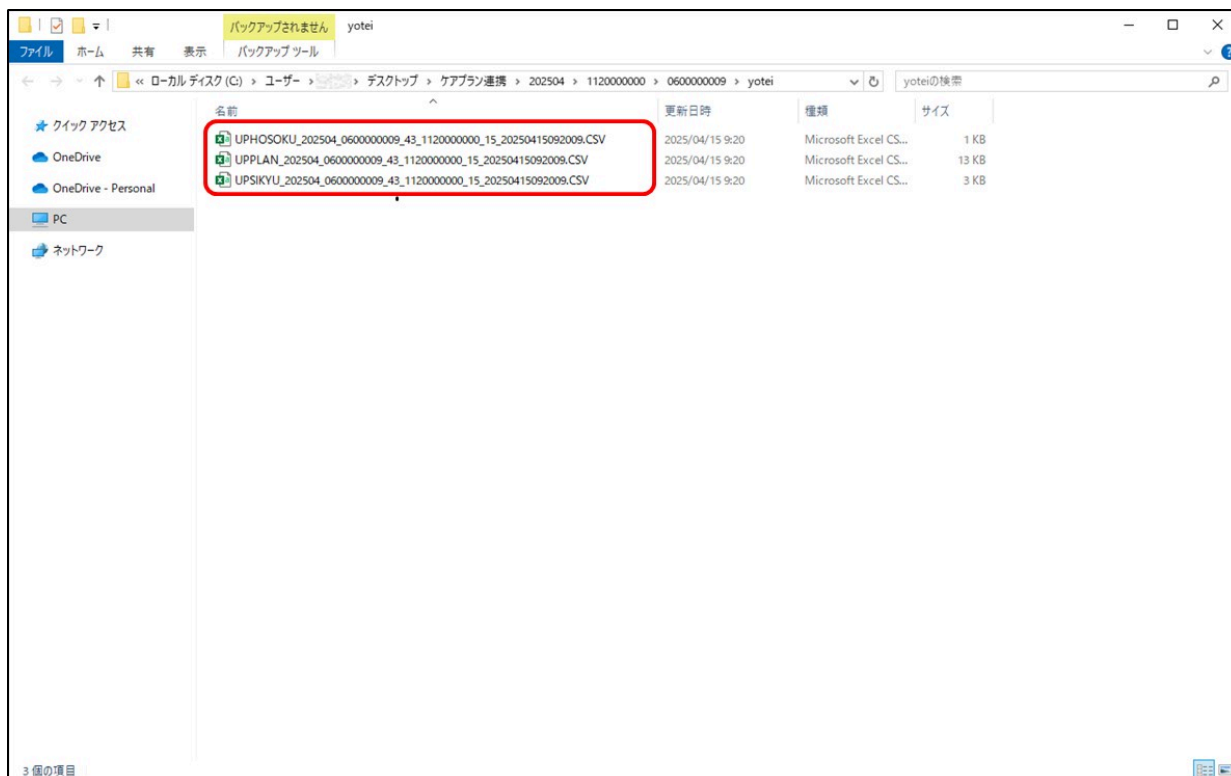 バックアップされません yotei
ファイル ホーム 共有 表示 バックアップ ツール
« ローカル ディスク (C:) › ユーザー › › デスクトップ › ケアプラン連携 › 202504 › 1120000000 › 0600000009 › yotei
yoteiの検索
名前 更新日時 種類 サイズ
クイック アクセス
OneDrive
OneDrive - Personal
PC
ネットワーク
UPHOSOKU_202504_0600000009_43_1120000000_15_20250415092009.CSV 2025/04/15 9:20 Microsoft Excel CS... 1 KB
UPPLAN_202504_0600000009_43_1120000000_15_20250415092009.CSV 2025/04/15 9:20 Microsoft Excel CS... 13 KB
UPSIKYU_202504_0600000009_43_1120000000_15_20250415092009.CSV 2025/04/15 9:20 Microsoft Excel CS... 3 KB
3 個の項目